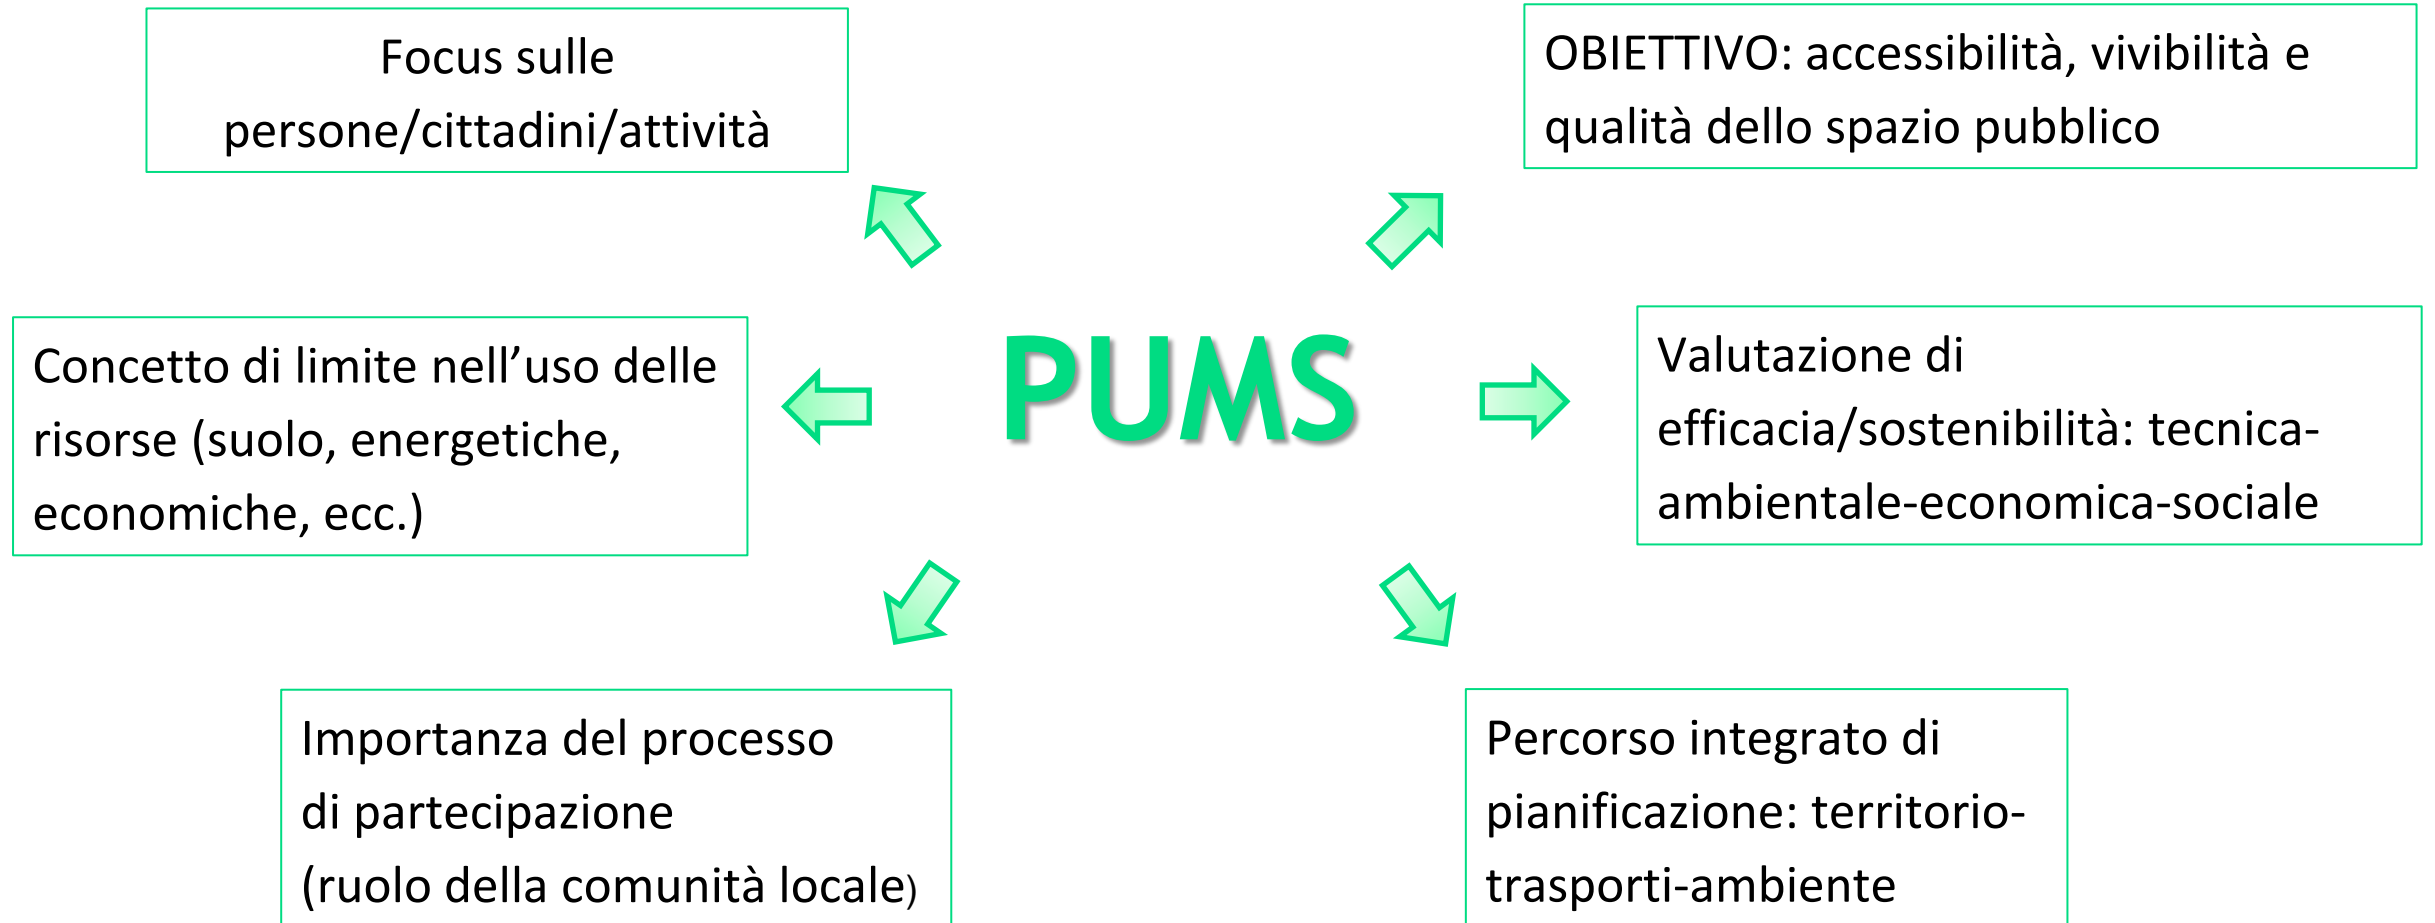 Focus sulle
persone/cittadini/attività
OBIETTIVO: accessibilità, vivibilità e
qualità dello spazio pubblico
Concetto di limite nell’uso delle
risorse (suolo, energetiche,
economiche, ecc.)
PUMS
Valutazione di
efficacia/sostenibilità: tecnica-
ambientale-economica-sociale
Importanza del processo
di partecipazione
(ruolo della comunità locale)
Percorso integrato di
pianificazione: territorio-
trasporti-ambiente